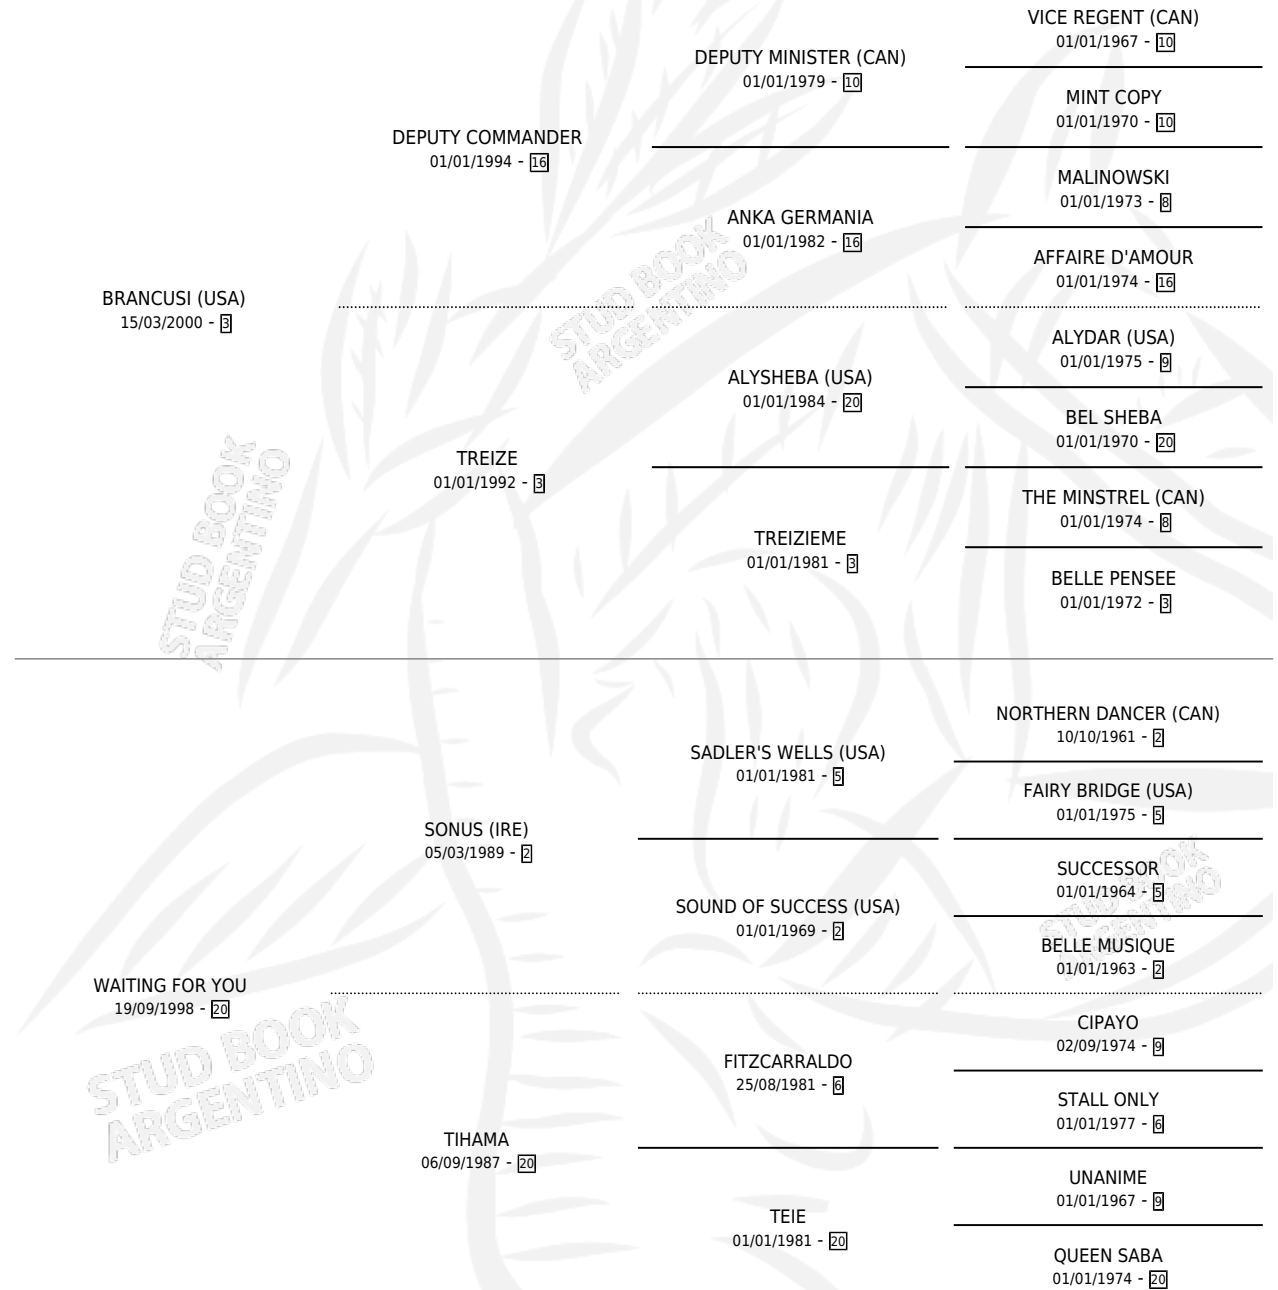 VICE REGENT (CAN)
01/01/1967 - 10
DEPUTY MINISTER (CAN)
01/01/1979 - 10
MINT COPY
01/01/1970 - 10
DEPUTY COMMANDER
01/01/1994 - 16
MALINOWSKI
01/01/1973 - 8
ANKA GERMANIA
01/01/1982 - 16
AFFAIRE D'AMOUR
01/01/1974 - 16
BRANCUSI (USA)
15/03/2000 - 3
ALYDAR (USA)
01/01/1975 - 9
ALYSHEBA (USA)
01/01/1984 - 20
BEL SHEBA
01/01/1970 - 20
TREIZE
01/01/1992 - 3
THE MINSTREL (CAN)
01/01/1974 - 8
TREIZIEME
01/01/1981 - 3
BELLE PENSEE
01/01/1972 - 3
STUD BOOK
ARGENTINO
STUD BOOK
ARGENTINO
NORTHERN DANCER (CAN)
10/10/1961 - 2
SADLER'S WELLS (USA)
01/01/1981 - 5
FAIRY BRIDGE (USA)
01/01/1975 - 5
SONUS (IRE)
05/03/1989 - 2
SUCCESSOR
01/01/1964 - 5
SOUND OF SUCCESS (USA)
01/01/1969 - 2
BELLE MUSIQUE
01/01/1963 - 2
WAITING FOR YOU
19/09/1998 - 20
CIPAYO
02/09/1974 - 9
FITZCARRALDO
25/08/1981 - 6
STALL ONLY
01/01/1977 - 6
TIHAMA
06/09/1987 - 20
UNANIME
01/01/1967 - 9
TEIE
01/01/1981 - 20
QUEEN SABA
01/01/1974 - 20
STUD BOOK
ARGENTINO
STUD BOOK
ARGENTINO